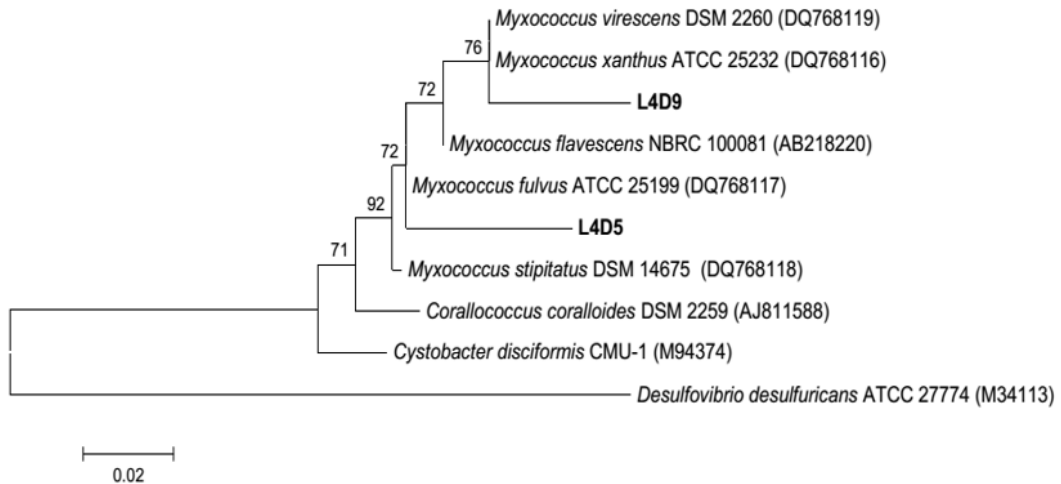 Myxococcus virescens DSM 2260 (DQ768119)
76
Myxococcus xanthus ATCC 25232 (DQ768116)
72
L4D9
Myxococcus flavescens NBRC 100081 (AB218220)
72
Myxococcus fulvus ATCC 25199 (DQ768117)
92
L4D5
71
Myxococcus stipitatus DSM 14675 (DQ768118)
Corallococcus coralloides DSM 2259 (AJ811588)
Cystobacter disciformis CMU-1 (M94374)
Desulfovibrio desulfuricans ATCC 27774 (M34113)
0.02